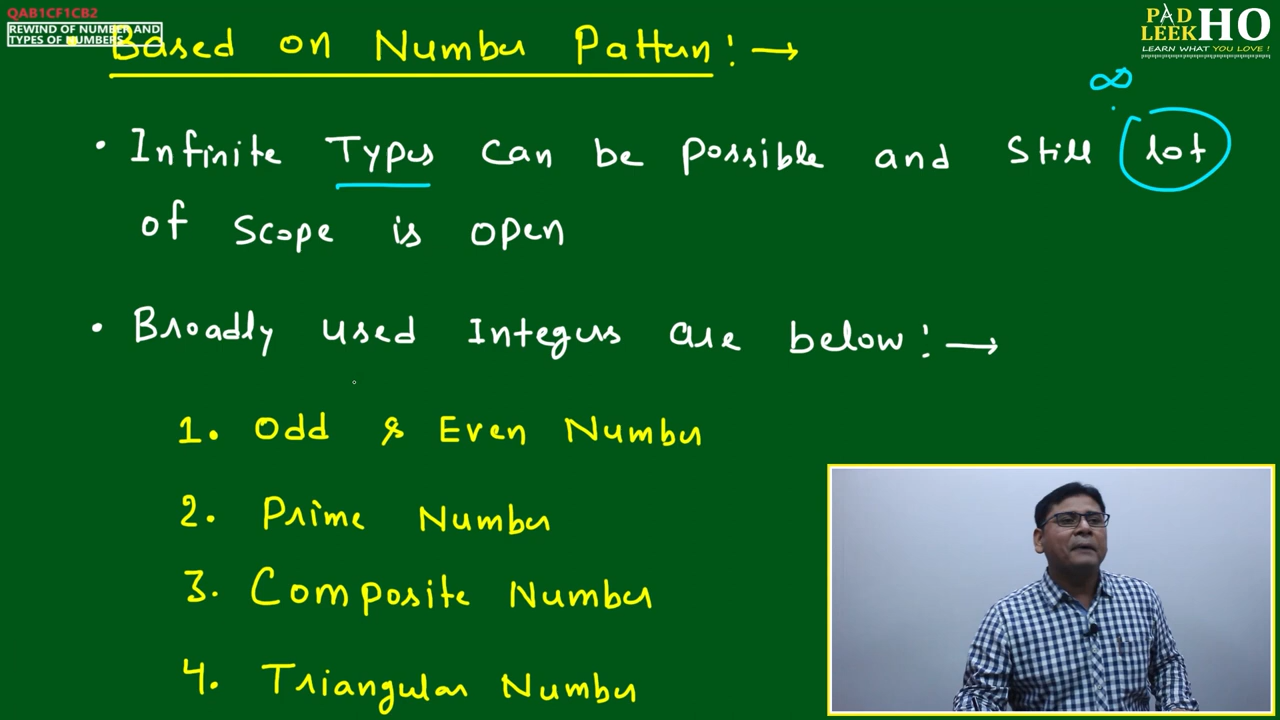 QAB1CF1CB2
REWIND OF NUMBER AND
TYPES OF NUMBERS
PAD
LEEK HO
LEARN WHAT YOU LOVE !
Based on Number Pattern! →
∞
• Infinite Types can be possible and still lot
of scope is open
• Broadly used Integers are below! →
1. Odd & Even Number
2. Prime Number
3. Composite Number
4. Triangular Number